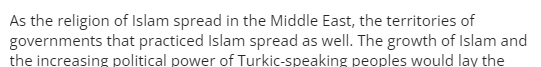 As the religion of Islam spread in the Middle East, the territories of
governments that practiced Islam spread as well. The growth of Islam and
the increasing political power of Turkic-speaking peoples would lay the